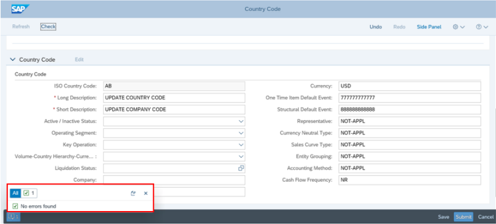 SAP
Country Code
Refresh Check Undo Redo Side Panel
Country Code Edit
Country Code
ISO Country Code: AB Currency: USD
* Long Description: UPDATE COUNTRY CODE One Time Item Default Event: 777777777777
* Short Description: UPDATE COMPANY CODE Structural Default Event: 888888888888
Active / Inactive Status: Representative: NOT-APPL
Operating Segment: Currency Neutral Type: NOT-APPL
Key Operation: Sales Curve Type: NOT-APPL
Volume-Country Hierarchy-Curre... : Entity Grouping: NOT-APPL
Liquidation Status: Accounting Method: NOT-APPL
Company: Cash Flow Frequency: NR
All 1
No errors found
Save Submit Cancel